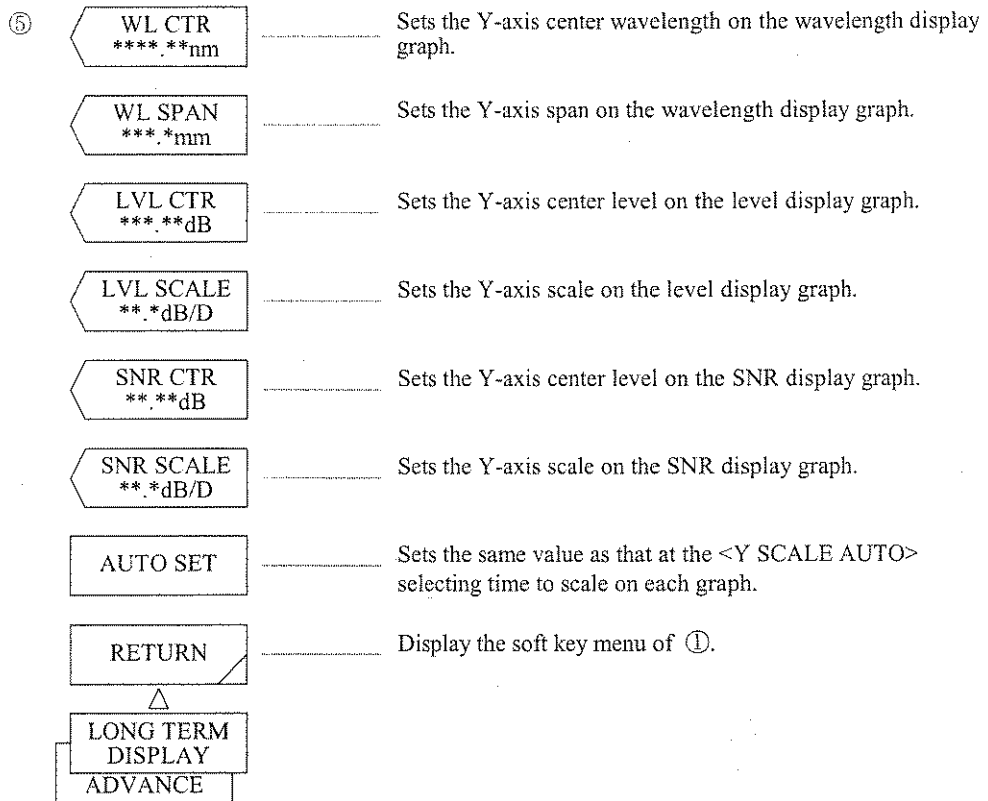 ⑤ WL CTR
****.**nm
Sets the Y-axis center wavelength on the wavelength display
graph.
WL SPAN
***.*mm
Sets the Y-axis span on the wavelength display graph.
LVL CTR
***.**dB
Sets the Y-axis center level on the level display graph.
LVL SCALE
**.*dB/D
Sets the Y-axis scale on the level display graph.
SNR CTR
**.**dB
Sets the Y-axis center level on the SNR display graph.
SNR SCALE
**.*dB/D
Sets the Y-axis scale on the SNR display graph.
AUTO SET
Sets the same value as that at the <Y SCALE AUTO>
selecting time to scale on each graph.
RETURN
Display the soft key menu of ①.
LONG TERM
DISPLAY
ADVANCE